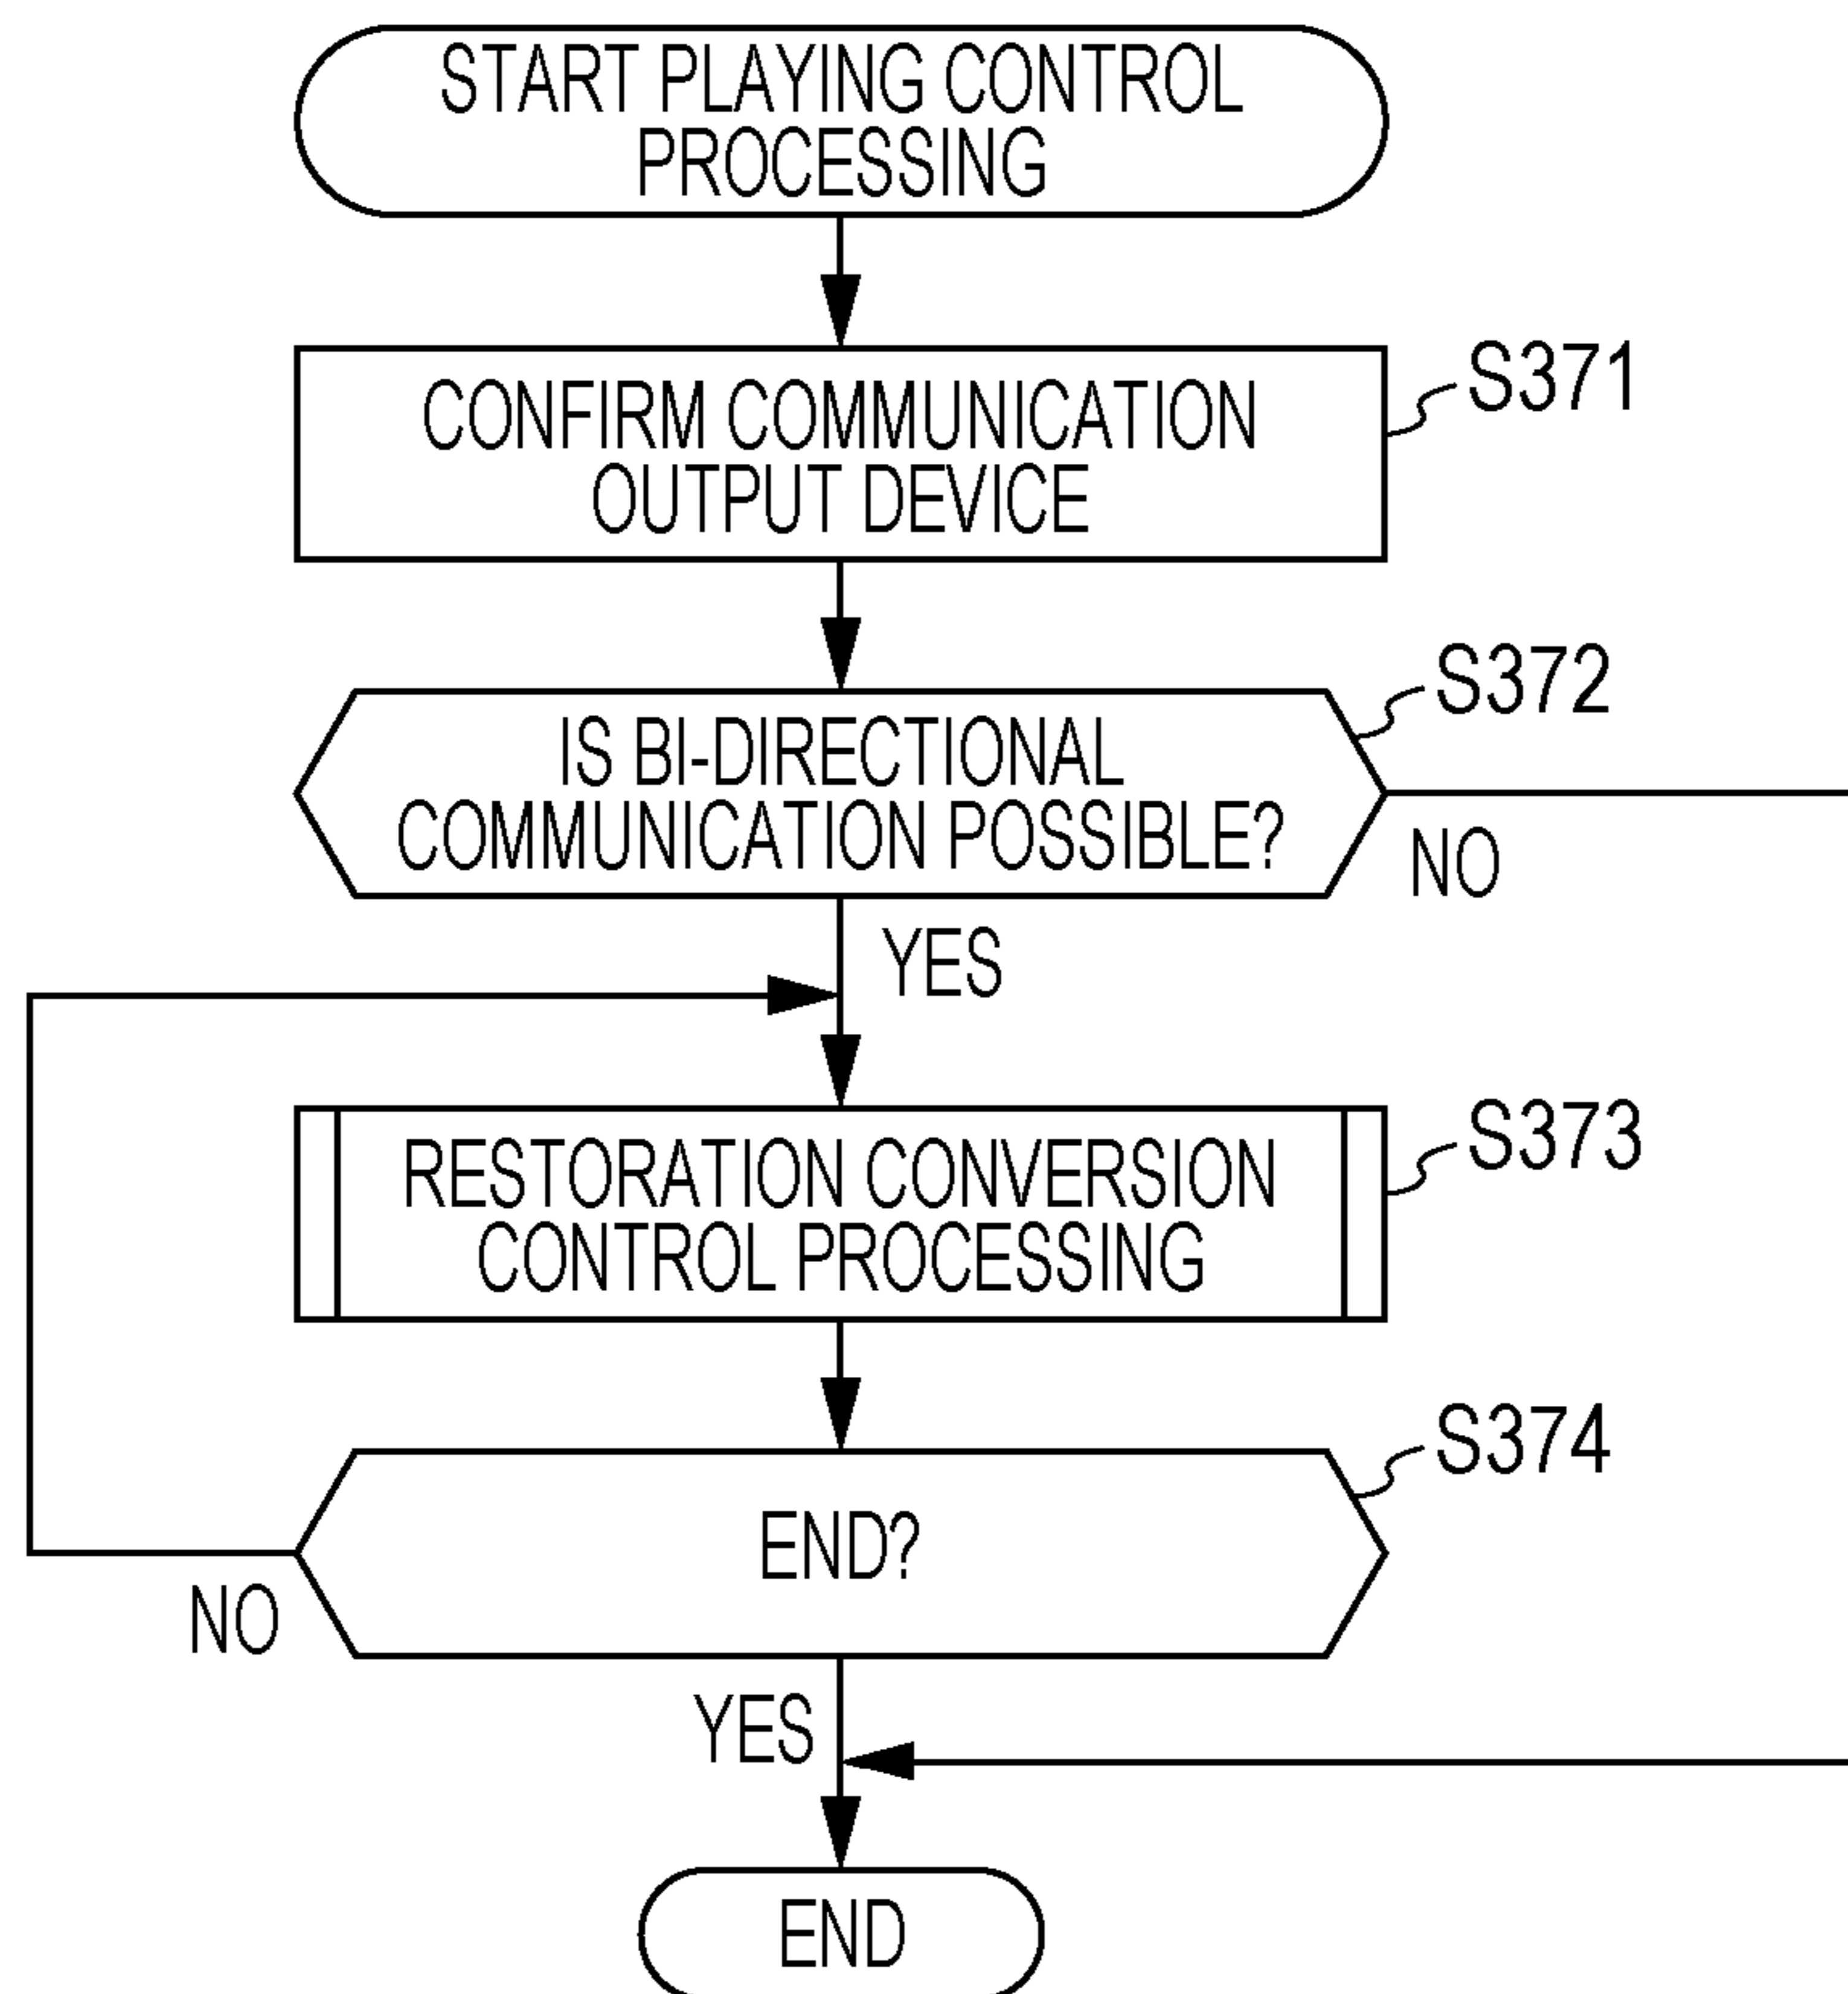 START PLAYING CONTROL
PROCESSING
CONFIRM COMMUNICATION
OUTPUT DEVICE
S371
IS BI-DIRECTIONAL
COMMUNICATION POSSIBLE?
S372
NO
YES
RESTORATION CONVERSION
CONTROL PROCESSING
S373
END?
S374
NO
YES
END